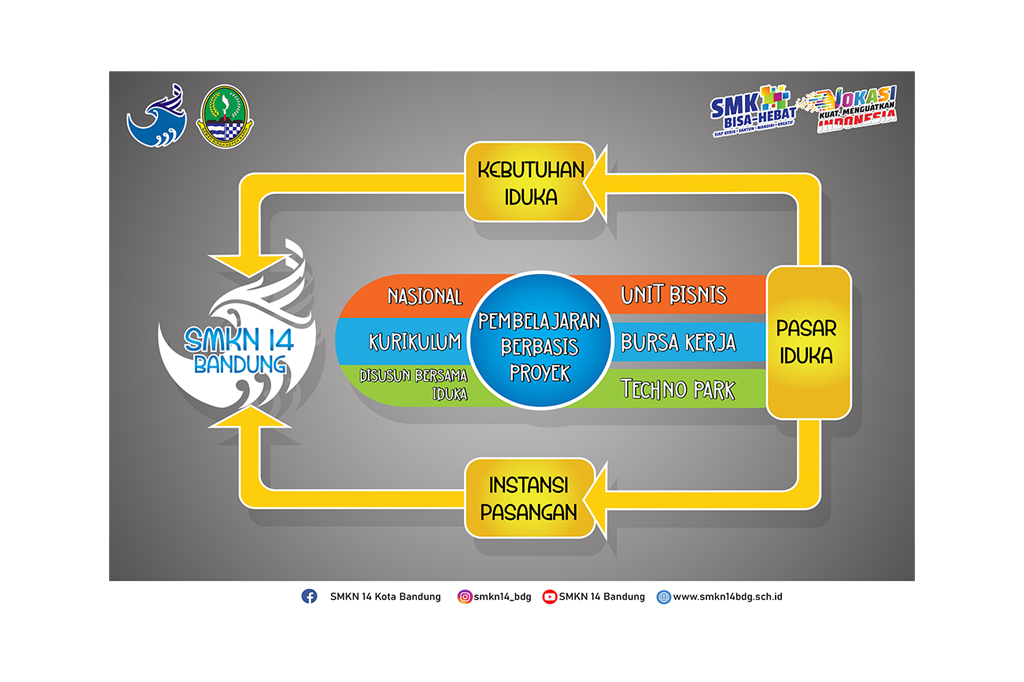 SMK
BISA-HEBAT
SIAP KERJA • SANTUN • MANDIRI • KREATIF
VOKASI
KUAT, MENGUATKAN
INDONESIA
KEBUTUHAN
IDUKA
SMKN 14
BANDUNG
NASIONAL
KURIKULUM
DISUSUN BERSAMA
IDUKA
PEMBELAJARAN
BERBASIS
PROYEK
UNIT BISNIS
BURSA KERJA
TECHNO PARK
PASAR
IDUKA
INSTANSI
PASANGAN
SMKN 14 Kota Bandung
smkn14_bdg
SMKN 14 Bandung
www.smkn14bdg.sch.id